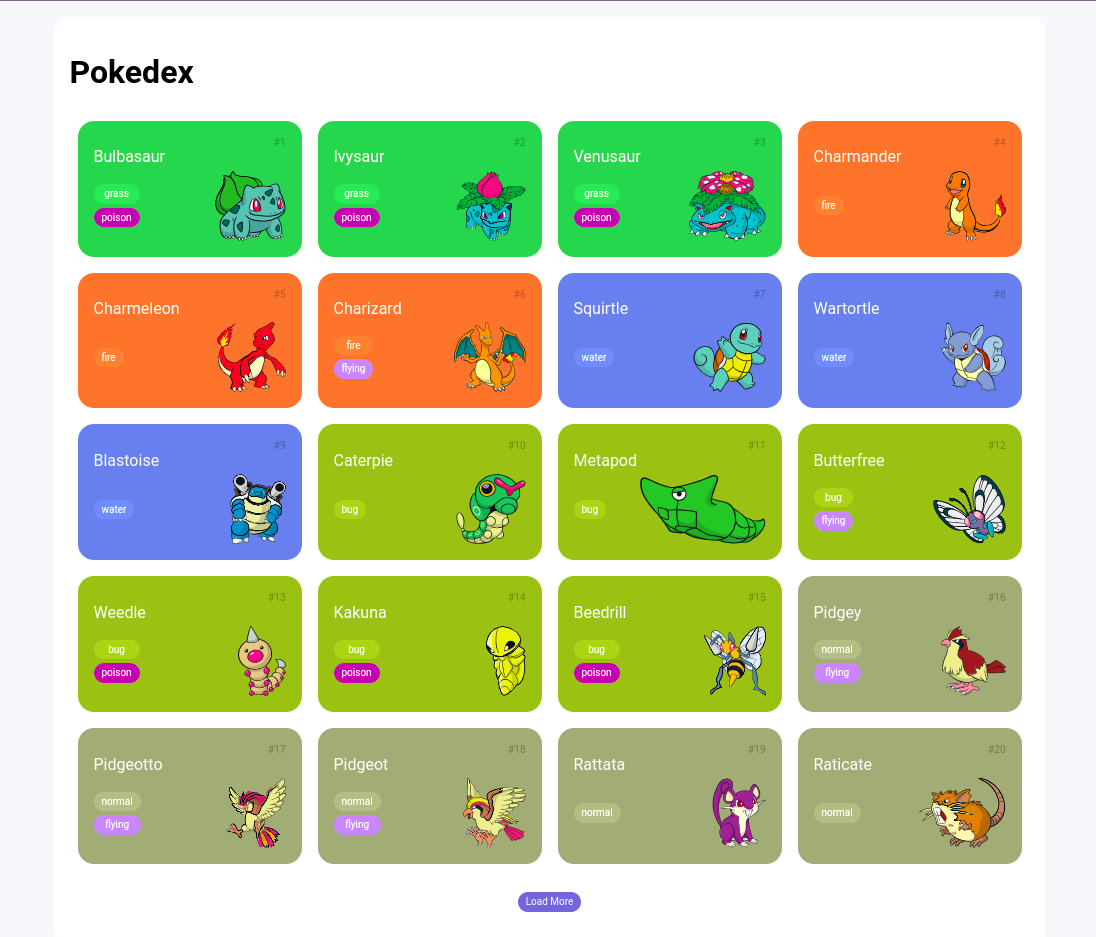 Pokedex
#1
Bulbasaur
grass
poison
#2
Ivysaur
grass
poison
#3
Venusaur
grass
poison
#4
Charmander
fire
#5
Charmeleon
fire
#6
Charizard
fire
flying
#7
Squirtle
water
#8
Wartortle
water
#9
Blastoise
water
#10
Caterpie
bug
#11
Metapod
bug
#12
Butterfree
bug
flying
#13
Weedle
bug
poison
#14
Kakuna
bug
poison
#15
Beedrill
bug
poison
#16
Pidgey
normal
flying
#17
Pidgeotto
normal
flying
#18
Pidgeot
normal
flying
#19
Rattata
normal
#20
Raticate
normal
Load More